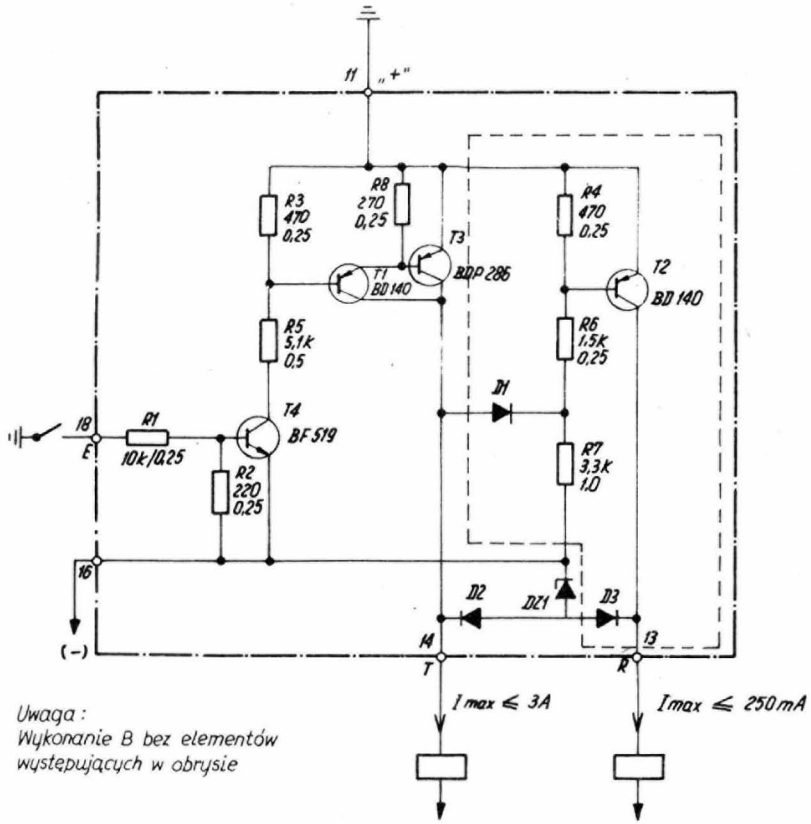 11 „+"
R3
470
0,25
R8
270
0,25
T3
BDP 286
T1
BD 140
R4
470
0,25
T2
BD 140
R5
5,1K
0,5
R6
1,5K
0,25
D1
18
E
R1
10k/0,25
T4
BF 519
R2
220
0,25
R7
3,3K
1,0
16
(-)
D2
DZ1
D3
14
T
13
R
Imax ≤ 3A
Imax ≤ 250mA
Uwaga :
Wykonanie B bez elementów
występujących w obrysie